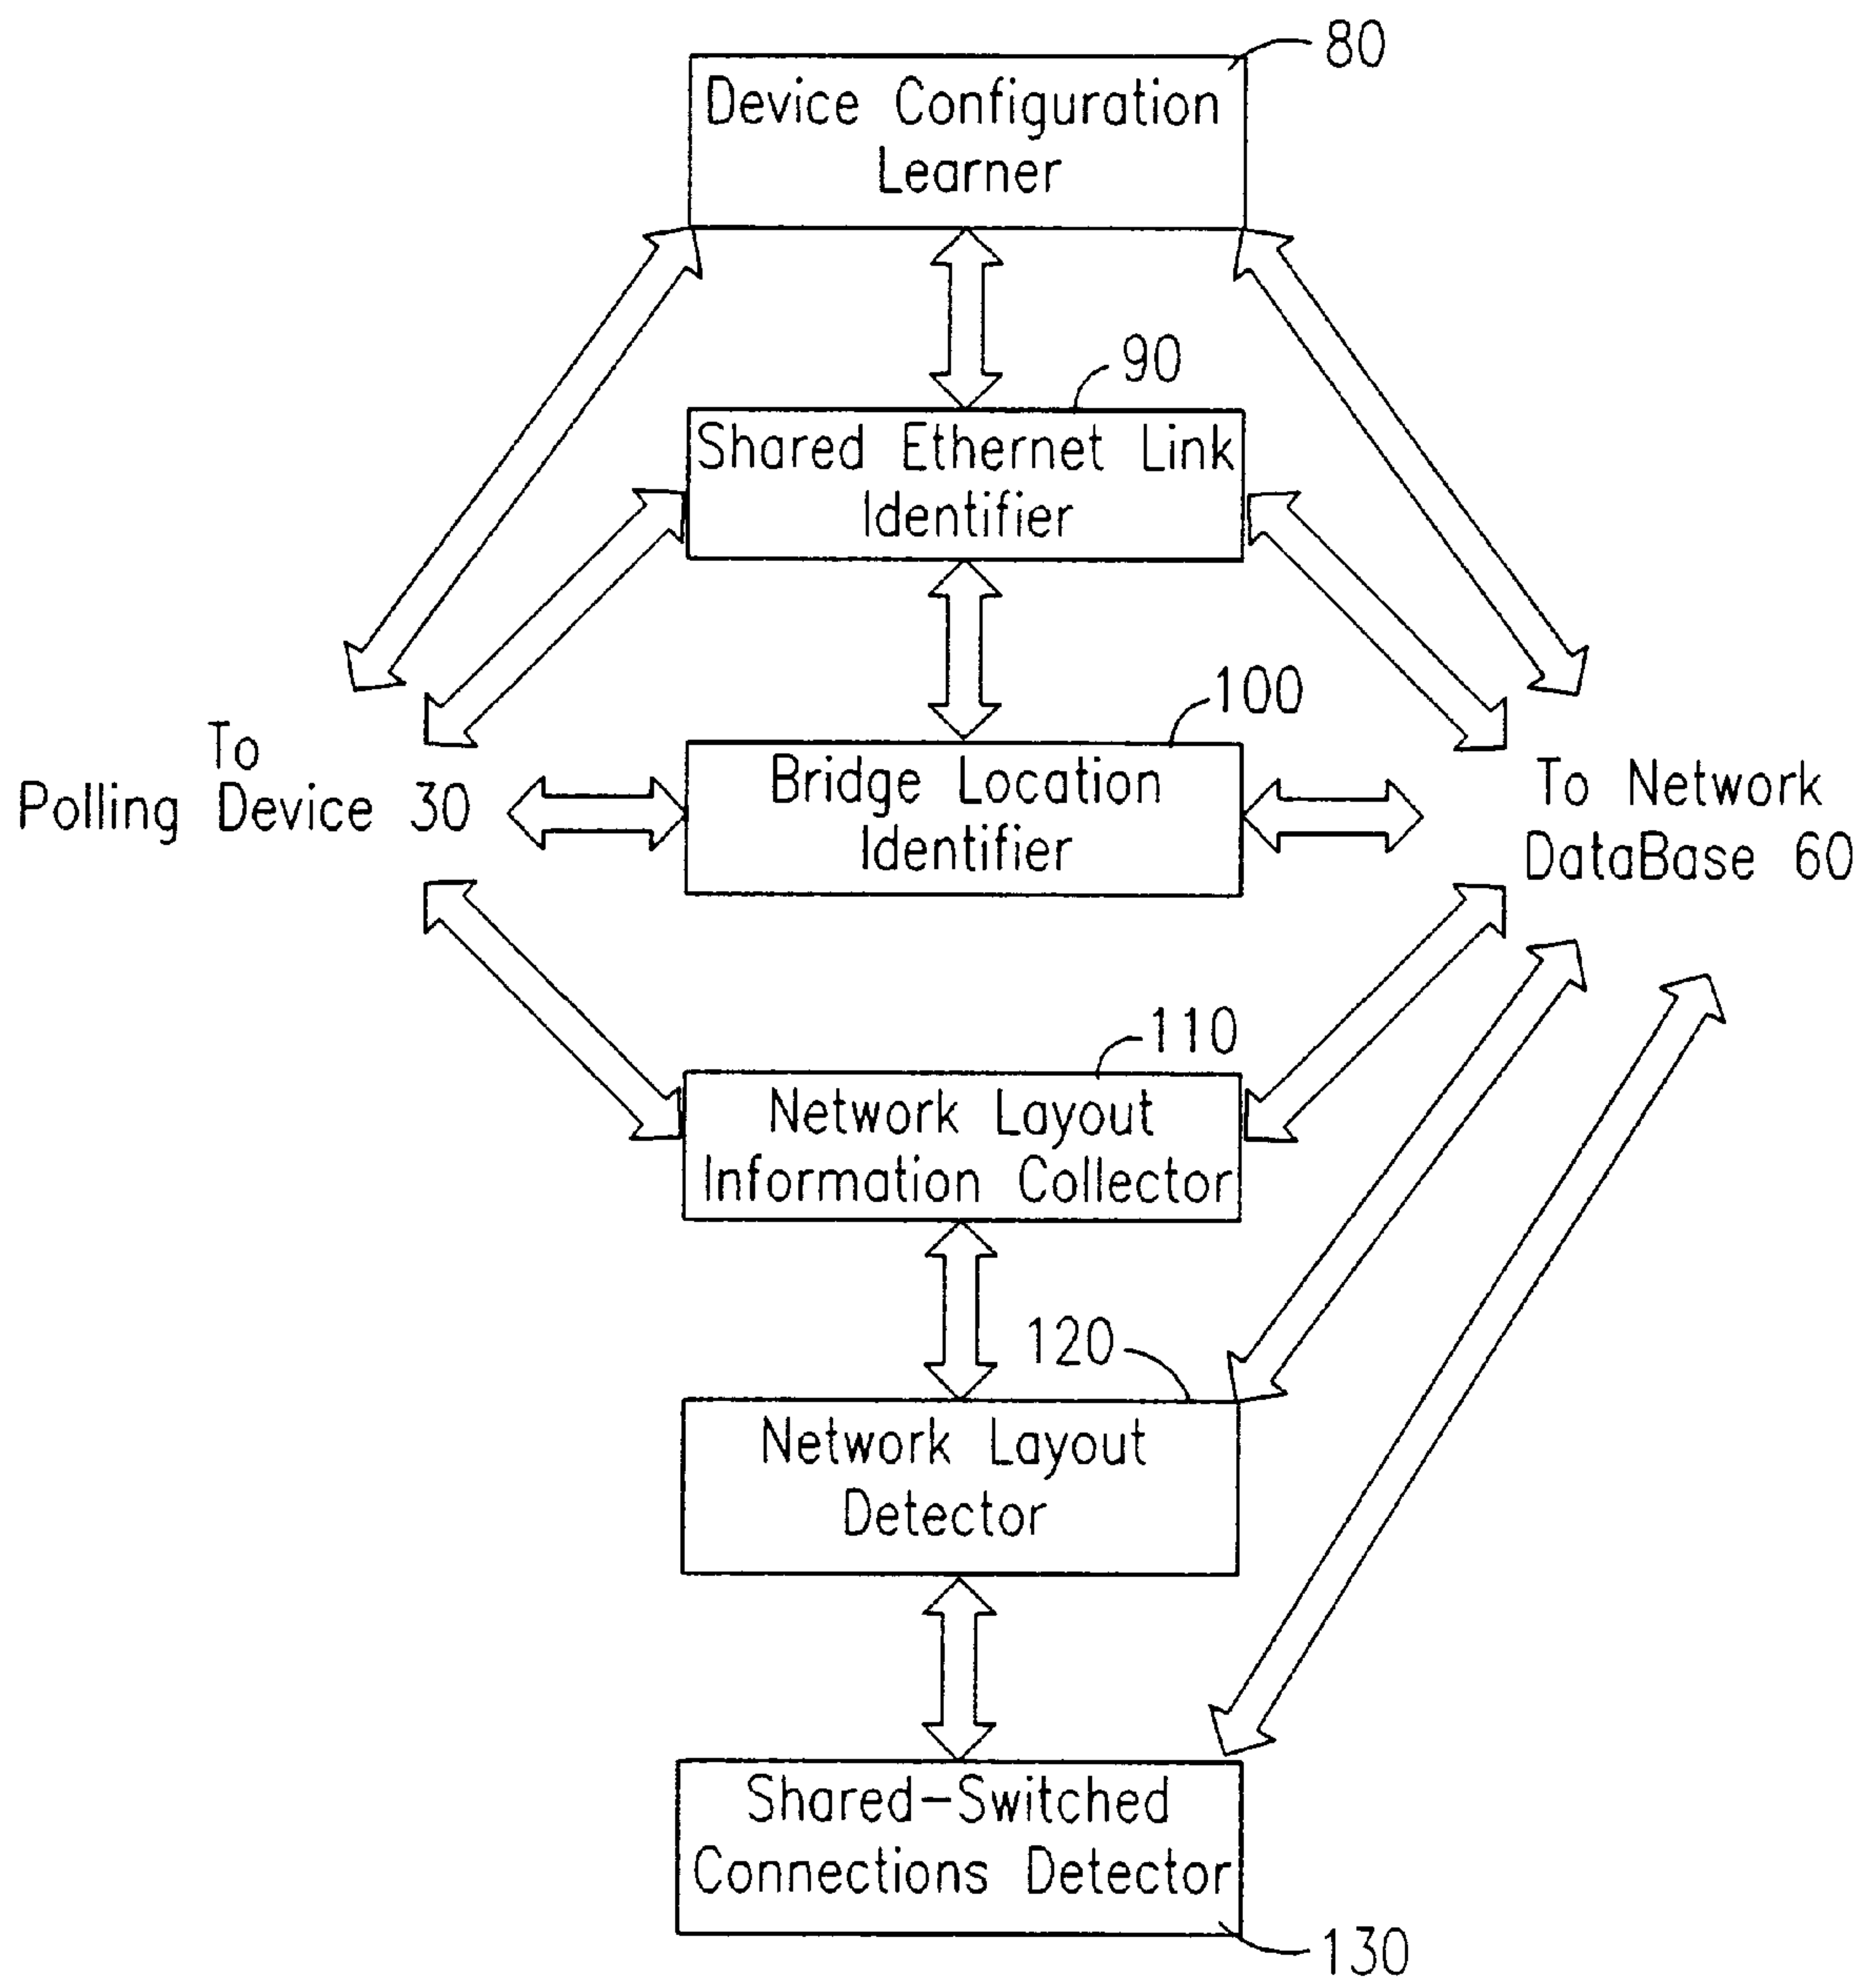 80
Device Configuration
Learner
90
Shared Ethernet Link
Identifier
100
To
Polling Device 30
Bridge Location
Identifier
To Network
DataBase 60
110
Network Layout
Information Collector
120
Network Layout
Detector
Shared-Switched
Connections Detector
130